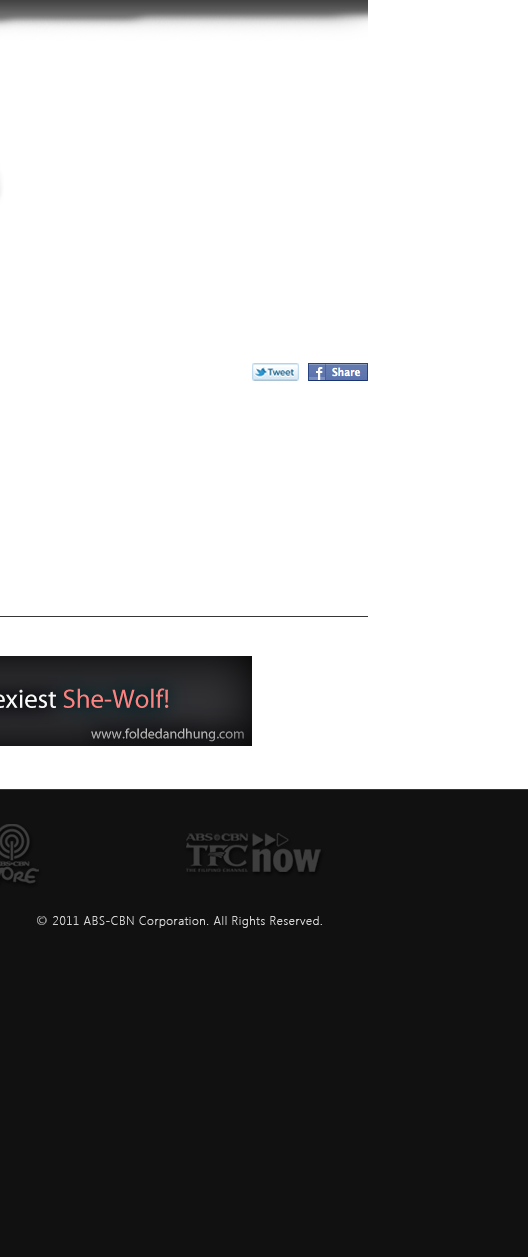 Tweet
Share
exiest She-Wolf!
www.foldedandhung.com
ABS-CBN
TFC now
THE FILIPINO CHANNEL
© 2011 ABS-CBN Corporation. All Rights Reserved.